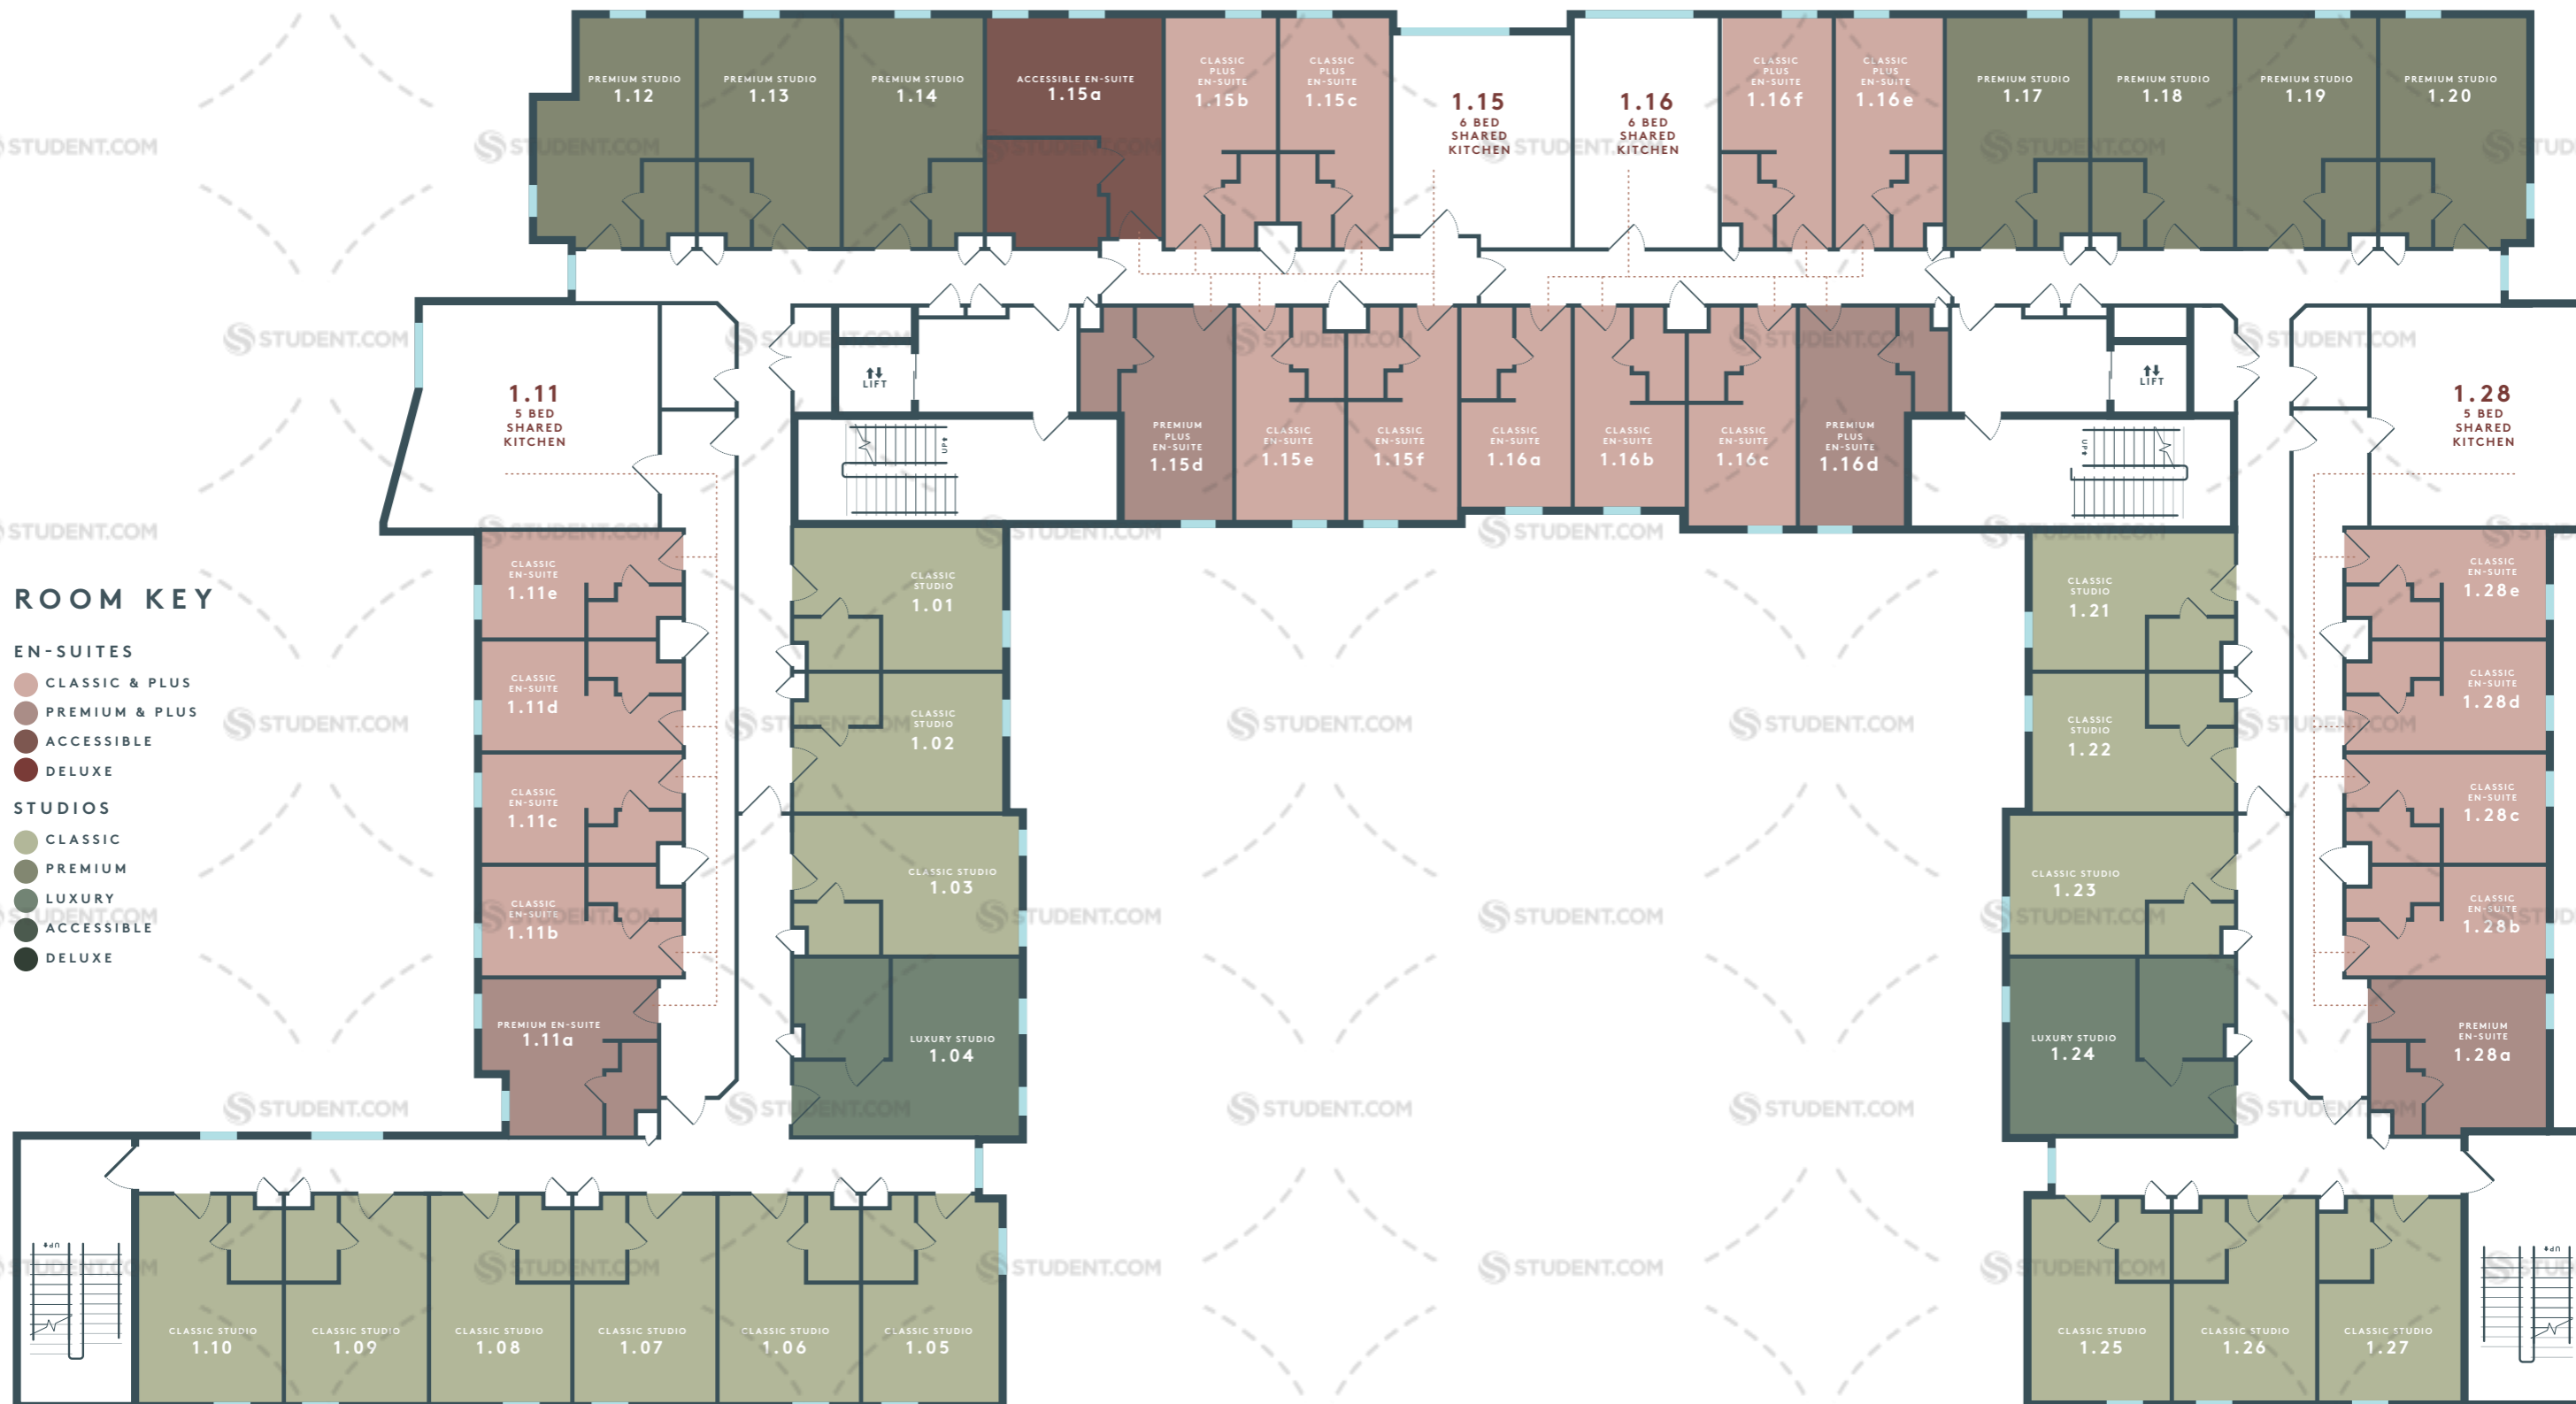 PREMIUM STUDIO
1.12
PREMIUM STUDIO
1.13
PREMIUM STUDIO
1.14
ACCESSIBLE EN-SUITE
1.15a
CLASSIC
PLUS
EN-SUITE
1.15b
CLASSIC
PLUS
EN-SUITE
1.15c
1.15
6 BED
SHARED
KITCHEN
1.16
6 BED
SHARED
KITCHEN
CLASSIC
PLUS
EN-SUITE
1.16f
CLASSIC
PLUS
EN-SUITE
1.16e
PREMIUM STUDIO
1.17
PREMIUM STUDIO
1.18
PREMIUM STUDIO
1.19
PREMIUM STUDIO
1.20
1.11
5 BED
SHARED
KITCHEN
LIFT
UP
PREMIUM
PLUS
EN-SUITE
1.15d
CLASSIC
EN-SUITE
1.15e
CLASSIC
EN-SUITE
1.15f
CLASSIC
EN-SUITE
1.16a
CLASSIC
EN-SUITE
1.16b
CLASSIC
EN-SUITE
1.16c
PREMIUM
PLUS
EN-SUITE
1.16d
UP
LIFT
1.28
5 BED
SHARED
KITCHEN
ROOM KEY
EN-SUITES
CLASSIC & PLUS
PREMIUM & PLUS
ACCESSIBLE
DELUXE
STUDIOS
CLASSIC
PREMIUM
LUXURY
ACCESSIBLE
DELUXE
CLASSIC
EN-SUITE
1.11e
CLASSIC
EN-SUITE
1.11d
CLASSIC
EN-SUITE
1.11c
CLASSIC
EN-SUITE
1.11b
PREMIUM EN-SUITE
1.11a
CLASSIC
STUDIO
1.01
CLASSIC
STUDIO
1.02
CLASSIC STUDIO
1.03
LUXURY STUDIO
1.04
CLASSIC
STUDIO
1.21
CLASSIC
STUDIO
1.22
CLASSIC STUDIO
1.23
LUXURY STUDIO
1.24
CLASSIC
EN-SUITE
1.28e
CLASSIC
EN-SUITE
1.28d
CLASSIC
EN-SUITE
1.28c
CLASSIC
EN-SUITE
1.28b
PREMIUM
EN-SUITE
1.28a
UP
CLASSIC STUDIO
1.10
CLASSIC STUDIO
1.09
CLASSIC STUDIO
1.08
CLASSIC STUDIO
1.07
CLASSIC STUDIO
1.06
CLASSIC STUDIO
1.05
CLASSIC STUDIO
1.25
CLASSIC STUDIO
1.26
CLASSIC STUDIO
1.27
UP
STUDENT.COM